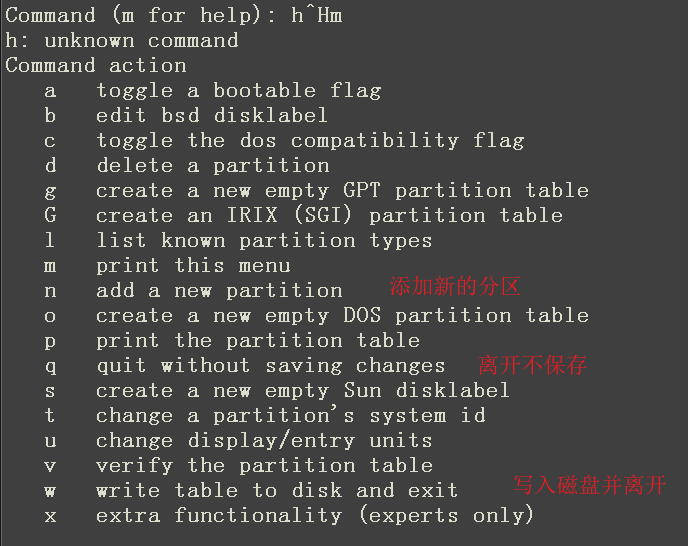 Command (m for help): h^Hm
h: unknown command
Command action
a toggle a bootable flag
b edit bsd disklabel
c toggle the dos compatibility flag
d delete a partition
g create a new empty GPT partition table
G create an IRIX (SGI) partition table
l list known partition types
m print this menu
n add a new partition 添加新的分区
o create a new empty DOS partition table
p print the partition table
q quit without saving changes 离开不保存
s create a new empty Sun disklabel
t change a partition's system id
u change display/entry units
v verify the partition table
w write table to disk and exit 写入磁盘并离开
x extra functionality (experts only)